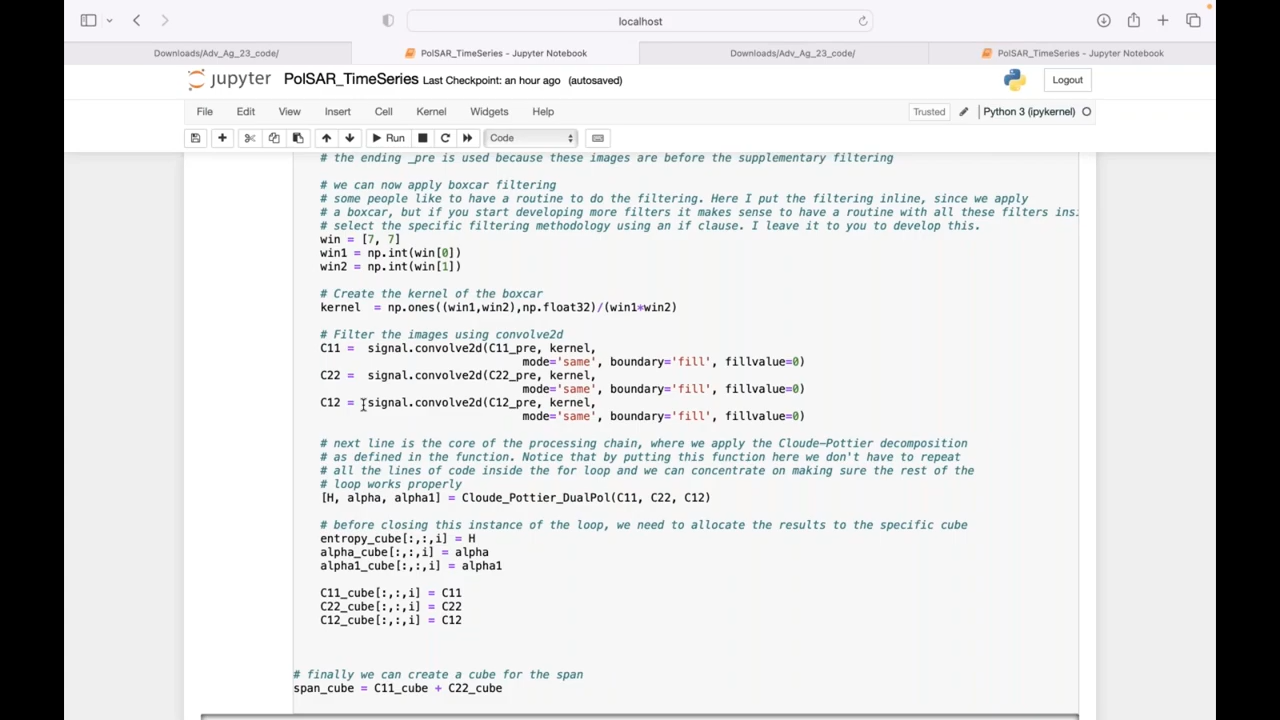 localhost
Downloads/Adv_Ag_23_code/
PolSAR_TimeSeries - Jupyter Notebook
Downloads/Adv_Ag_23_code/
PolSAR_TimeSeries - Jupyter Notebook
jupyter PolSAR_TimeSeries Last Checkpoint: an hour ago (autosaved)
Logout
File Edit View Insert Cell Kernel Widgets Help
Trusted
Python 3 (ipykernel)
Run
Code
# the ending _pre is used because these images are before the supplementary filtering
# we can now apply boxcar filtering
# some people like to have a routine to do the filtering. Here I put the filtering inline, since we apply
# a boxcar, but if you start developing more filters it makes sense to have a routine with all these filters insi
# select the specific filtering methodology using an if clause. I leave it to you to develop this.
win = [7, 7]
win1 = np.int(win[0])
win2 = np.int(win[1])
# Create the kernel of the boxcar
kernel  = np.ones((win1,win2),np.float32)/(win1*win2)
# Filter the images using convolve2d
C11 =  signal.convolve2d(C11_pre, kernel,
mode='same', boundary='fill', fillvalue=0)
C22 =  signal.convolve2d(C22_pre, kernel,
mode='same', boundary='fill', fillvalue=0)
C12 =  signal.convolve2d(C12_pre, kernel,
mode='same', boundary='fill', fillvalue=0)
# next line is the core of the processing chain, where we apply the Cloude-Pottier decomposition
# as defined in the function. Notice that by putting this function here we don't have to repeat
# all the lines of code inside the for loop and we can concentrate on making sure the rest of the
# loop works properly
[H, alpha, alpha1] = Cloude_Pottier_DualPol(C11, C22, C12)
# before closing this instance of the loop, we need to allocate the results to the specific cube
entropy_cube[:,:,i] = H
alpha_cube[:,:,i] = alpha
alpha1_cube[:,:,i] = alpha1
C11_cube[:,:,i] = C11
C22_cube[:,:,i] = C22
C12_cube[:,:,i] = C12
# finally we can create a cube for the span
span_cube = C11_cube + C22_cube